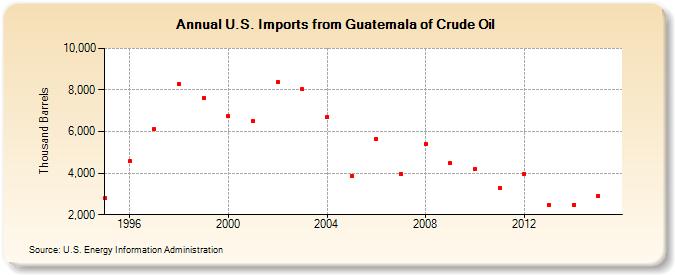 Annual U.S. Imports from Guatemala of Crude Oil
Thousand Barrels
10,000
8,000
6,000
4,000
2,000
1996 2000 2004 2008 2012
Source: U.S. Energy Information Administration